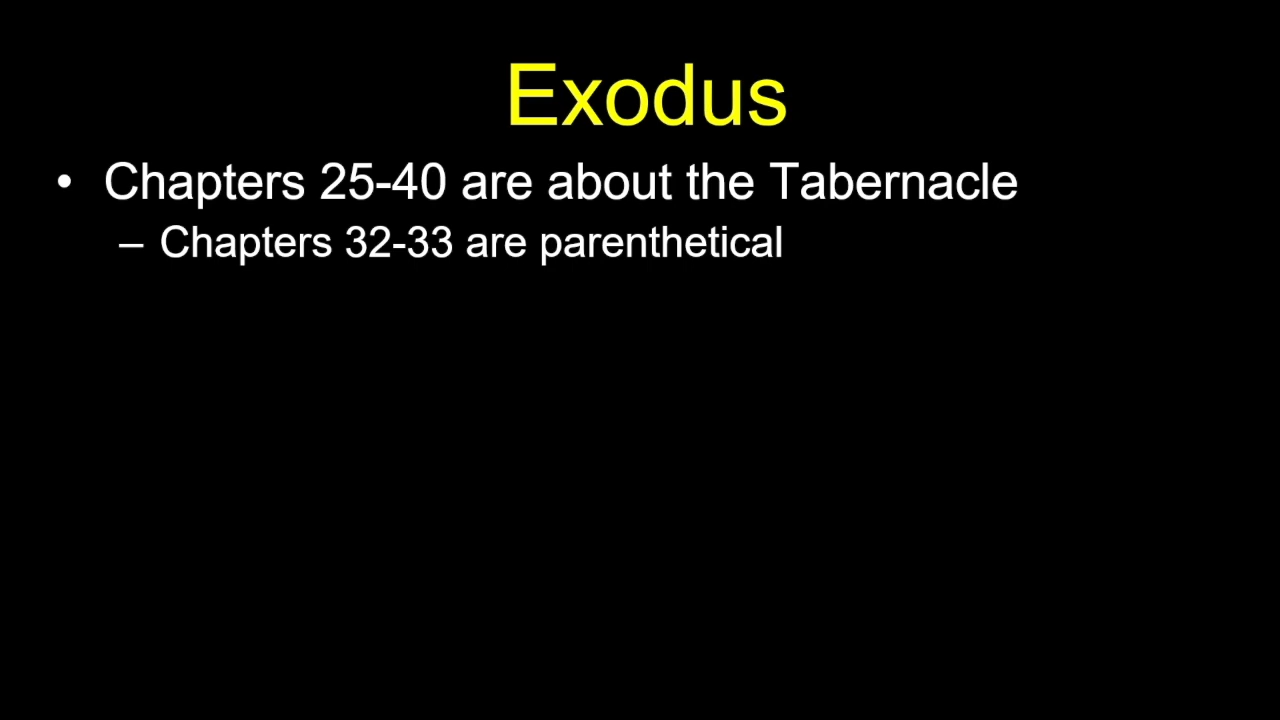 Exodus
• Chapters 25-40 are about the Tabernacle
– Chapters 32-33 are parenthetical